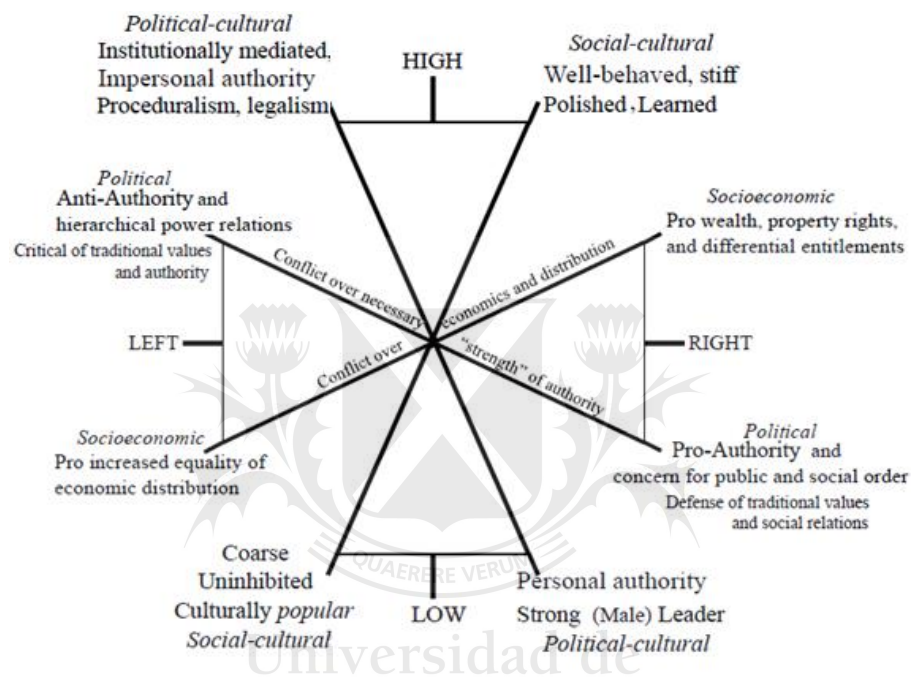 Political-cultural
Institutionally mediated,
Impersonal authority
Proceduralism, legalism
HIGH
Social-cultural
Well-behaved, stiff
Polished, Learned
Political
Anti-Authority and
hierarchical power relations
Critical of traditional values
and authority
Socioeconomic
Pro wealth, property rights,
and differential entitlements
Conflict over necessary
economics and distribution
LEFT
RIGHT
Conflict over
"strength" of authority
Socioeconomic
Pro increased equality of
economic distribution
Political
Pro-Authority and
concern for public and social order
Defense of traditional values
and social relations
QUAERERE VERUM
Coarse
Uninhibited
Culturally popular
Social-cultural
LOW
Personal authority
Strong (Male) Leader
Political-cultural
Universidad de